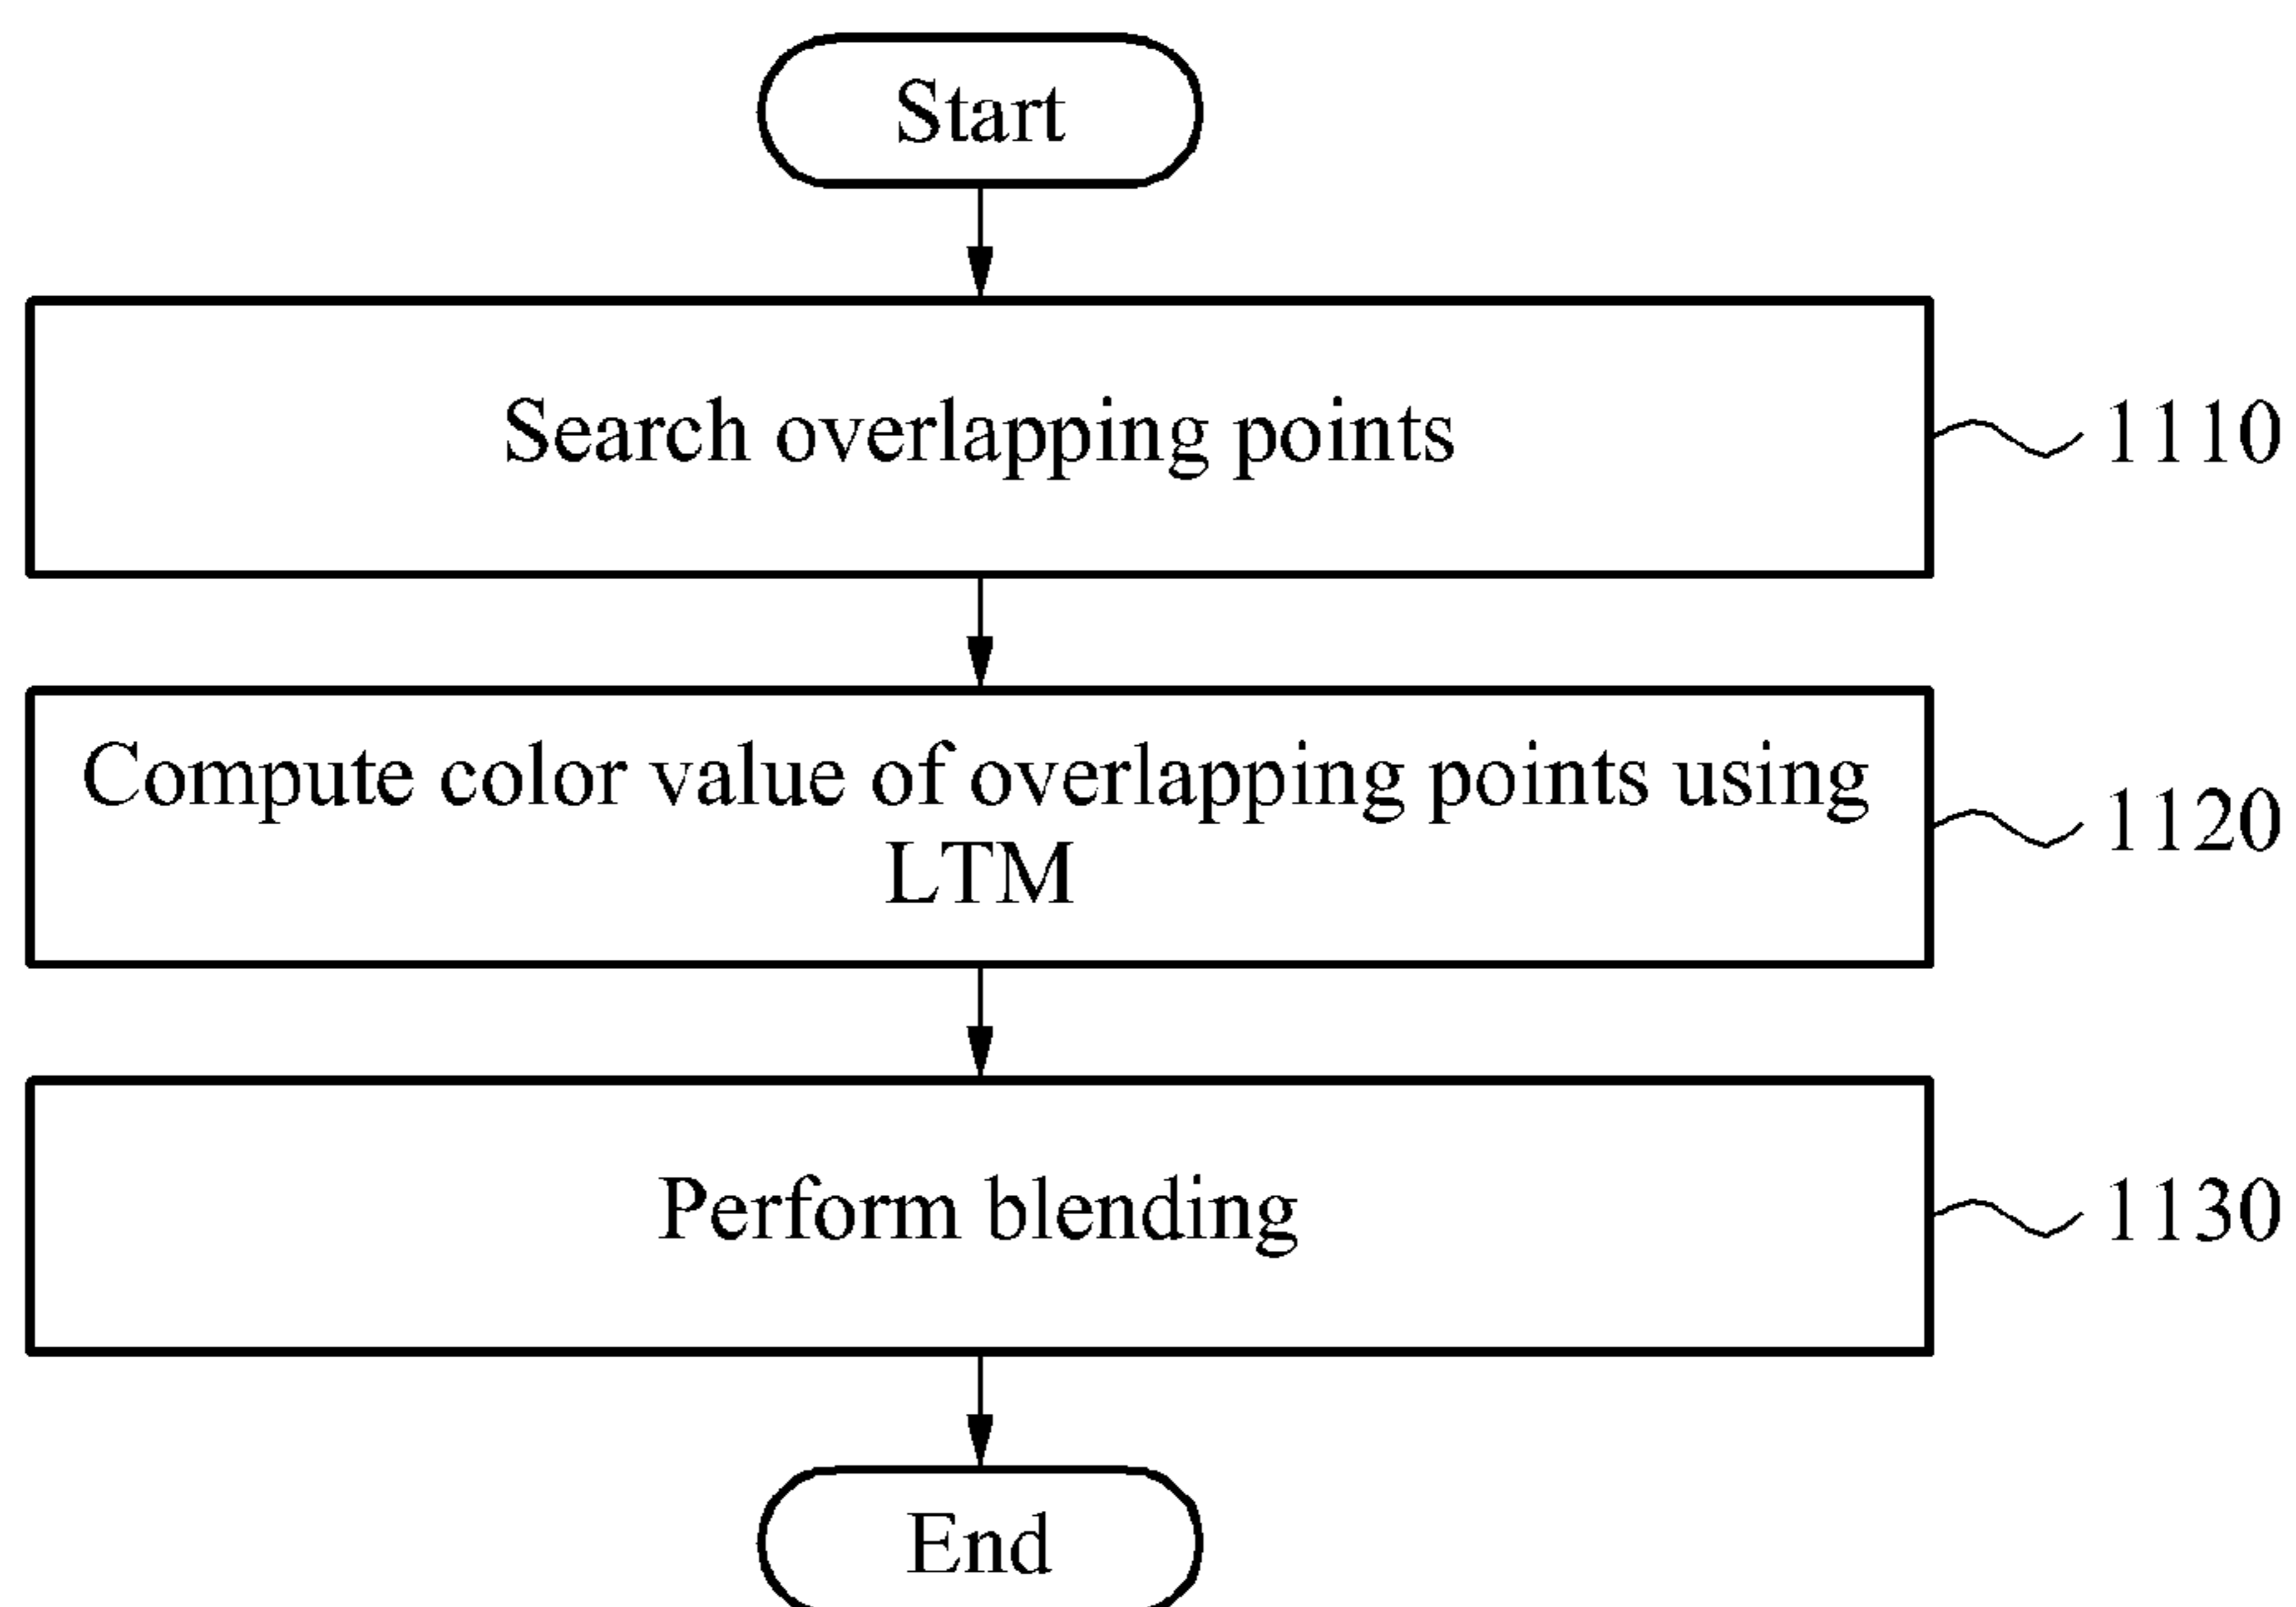 Start
Search overlapping points
1110
Compute color value of overlapping points using
LTM
1120
Perform blending
1130
End